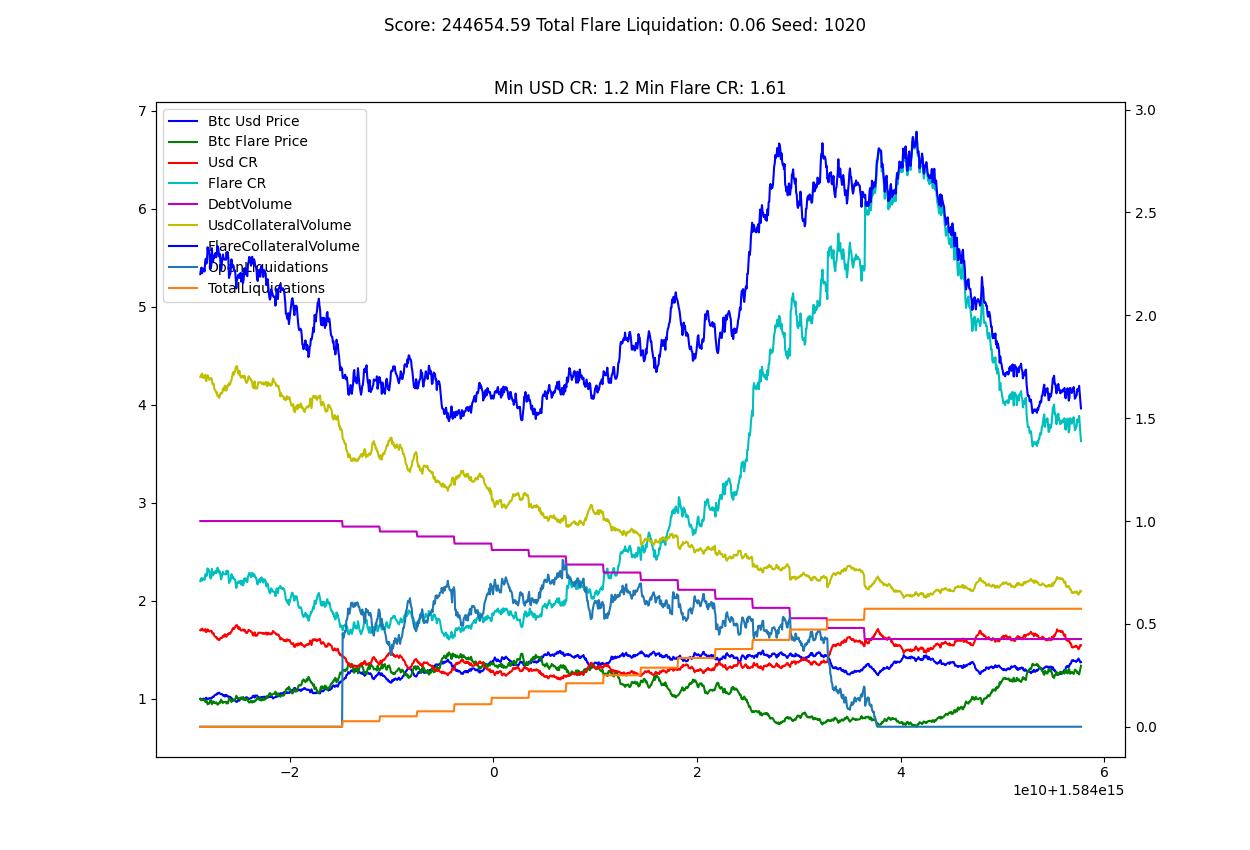 Score: 244654.59 Total Flare Liquidation: 0.06 Seed: 1020
Min USD CR: 1.2 Min Flare CR: 1.61
7
6
5
4
3
2
1
Btc Usd Price
Btc Flare Price
Usd CR
Flare CR
DebtVolume
UsdCollateralVolume
FlareCollateralVolume
OpenLiquidations
TotalLiquidations
3.0
2.5
2.0
1.5
1.0
0.5
0.0
−2 0 2 4 6
1e10+1.584e15